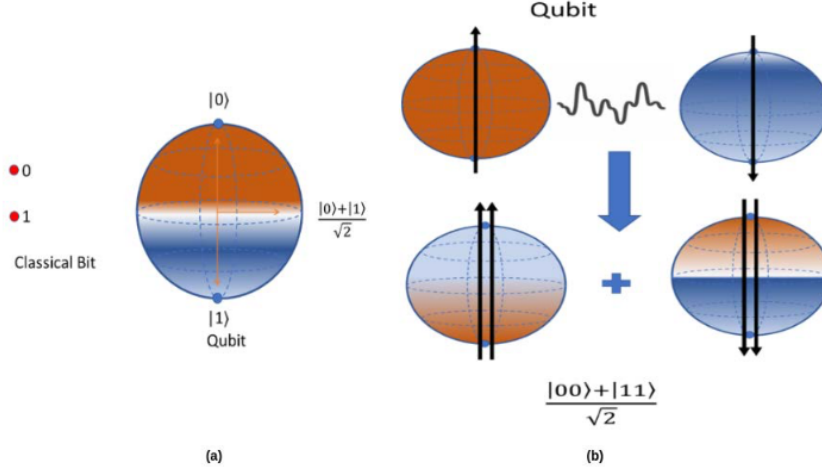 |0⟩
0
1
Classical Bit
|0⟩+|1⟩
√2
|1⟩
Qubit
(a)
Qubit
|00⟩+|11⟩
√2
(b)